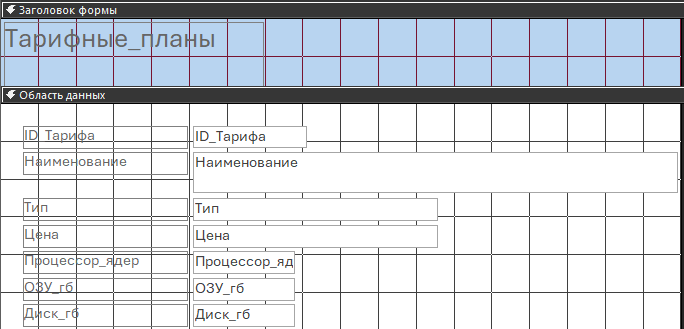 Заголовок формы
Тарифные_планы
Область данных
ID_Тарифа ID_Тарифа
Наименование Наименование
Тип Тип
Цена Цена
Процессор_ядер Процессор_яд
ОЗУ_гб ОЗУ_гб
Диск_гб Диск_гб